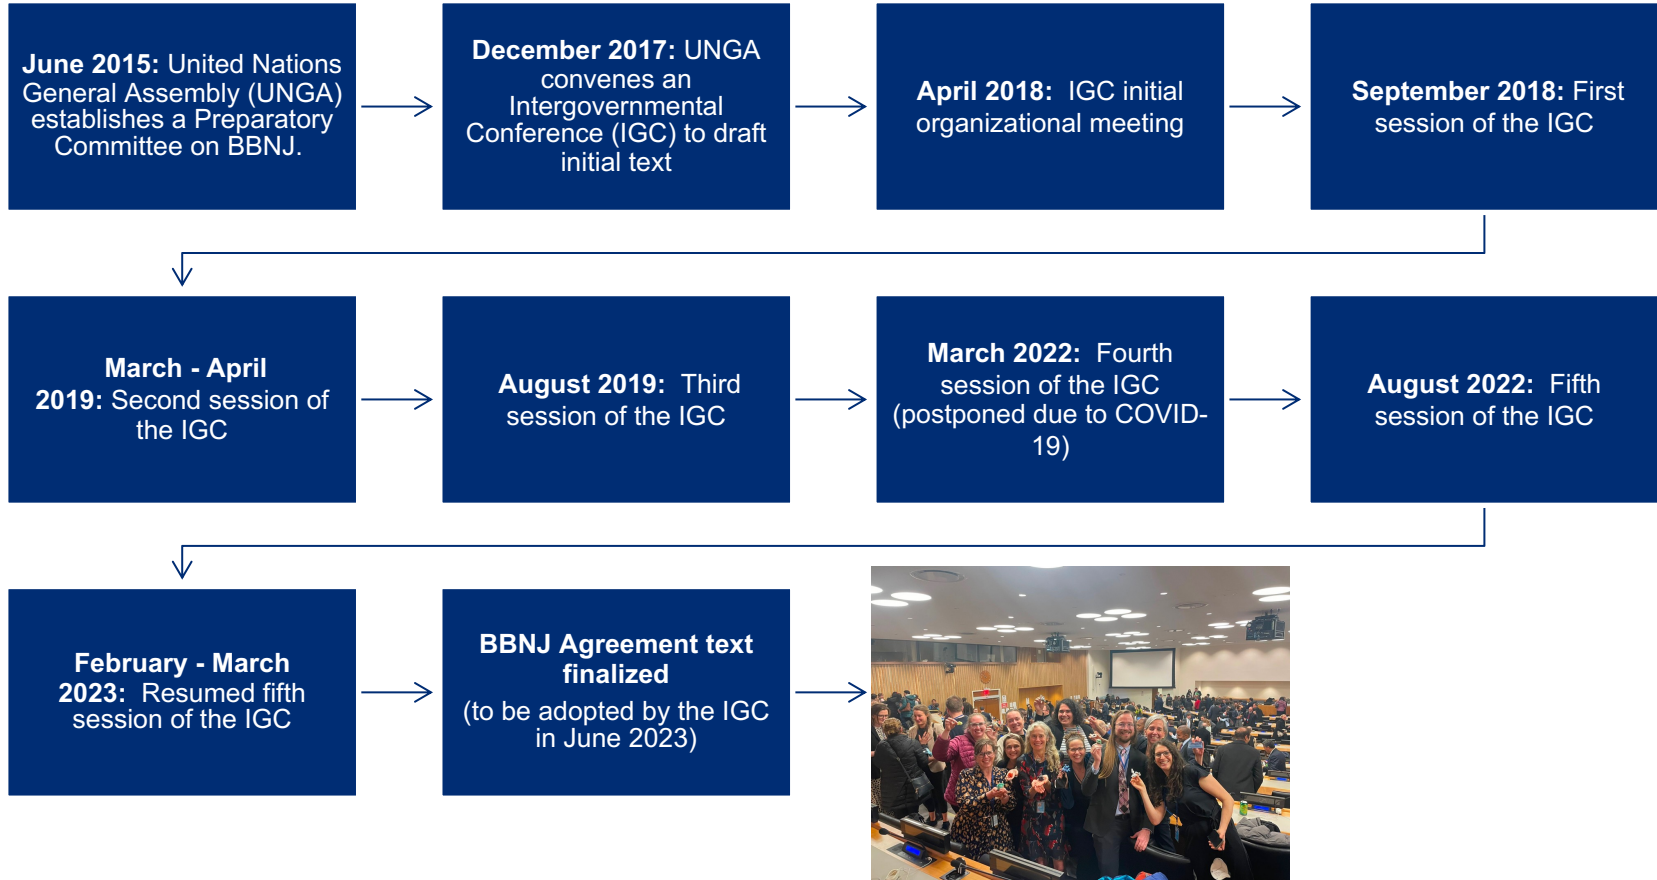 June 2015: United Nations
General Assembly (UNGA)
establishes a Preparatory
Committee on BBNJ.
December 2017: UNGA
convenes an
Intergovernmental
Conference (IGC) to draft
initial text
April 2018: IGC initial
organizational meeting
September 2018: First
session of the IGC
March - April
2019: Second session of
the IGC
August 2019: Third
session of the IGC
March 2022: Fourth
session of the IGC
(postponed due to COVID-
19)
August 2022: Fifth
session of the IGC
February - March
2023: Resumed fifth
session of the IGC
BBNJ Agreement text
finalized
(to be adopted by the IGC
in June 2023)